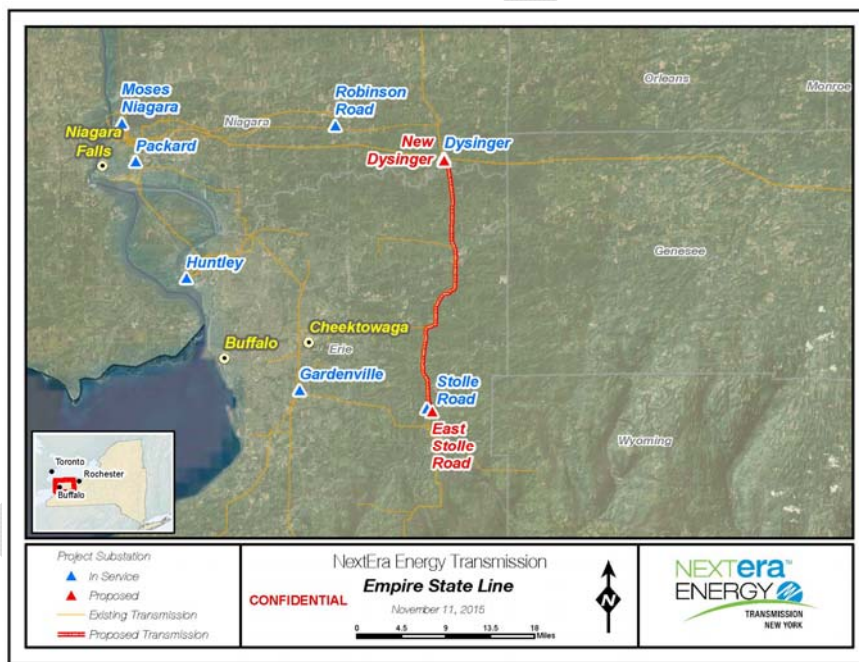 Orleans
Monroe
Moses
Niagara
Robinson
Road
Niagara
Niagara
Falls
Packard
New
Dysinger
Dysinger
Genesee
Huntley
Cheektowaga
Buffalo
Erie
Gardenville
Stolle
Road
East
Stolle
Road
Wyoming
Toronto
Rochester
Buffalo
Project Substation
In Service
Proposed
Existing Transmission
Proposed Transmission
NextEra Energy Transmission
Empire State Line
CONFIDENTIAL
November 11, 2015
0 4.5 9 13.5 18
Miles
N
NEXTera™
ENERGY
TRANSMISSION
NEW YORK